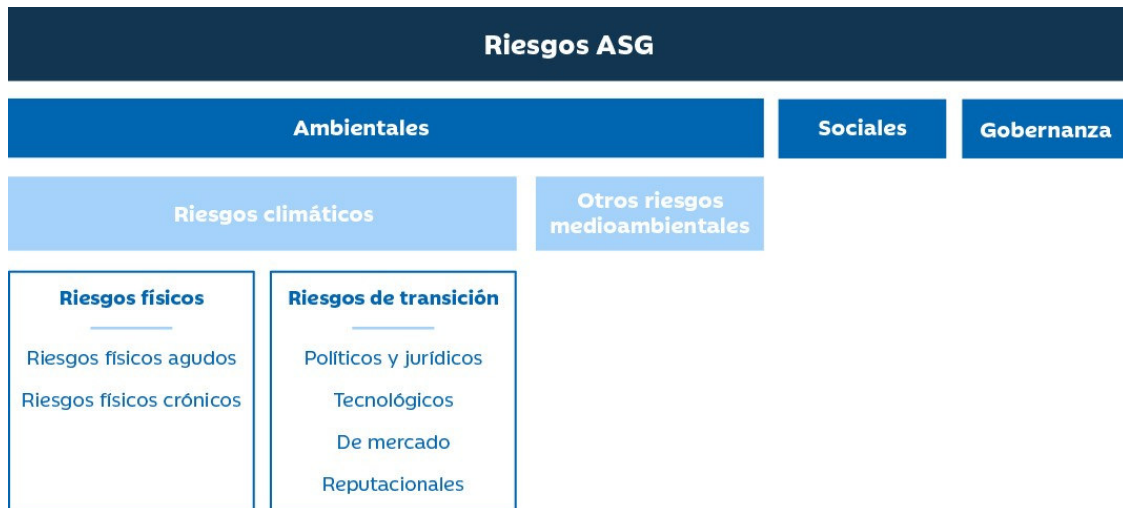 Riesgos ASG
Ambientales
Sociales
Gobernanza
Riesgos climáticos
Otros riesgos
medioambientales
Riesgos físicos
Riesgos físicos agudos
Riesgos físicos crónicos
Riesgos de transición
Políticos y jurídicos
Tecnológicos
De mercado
Reputacionales